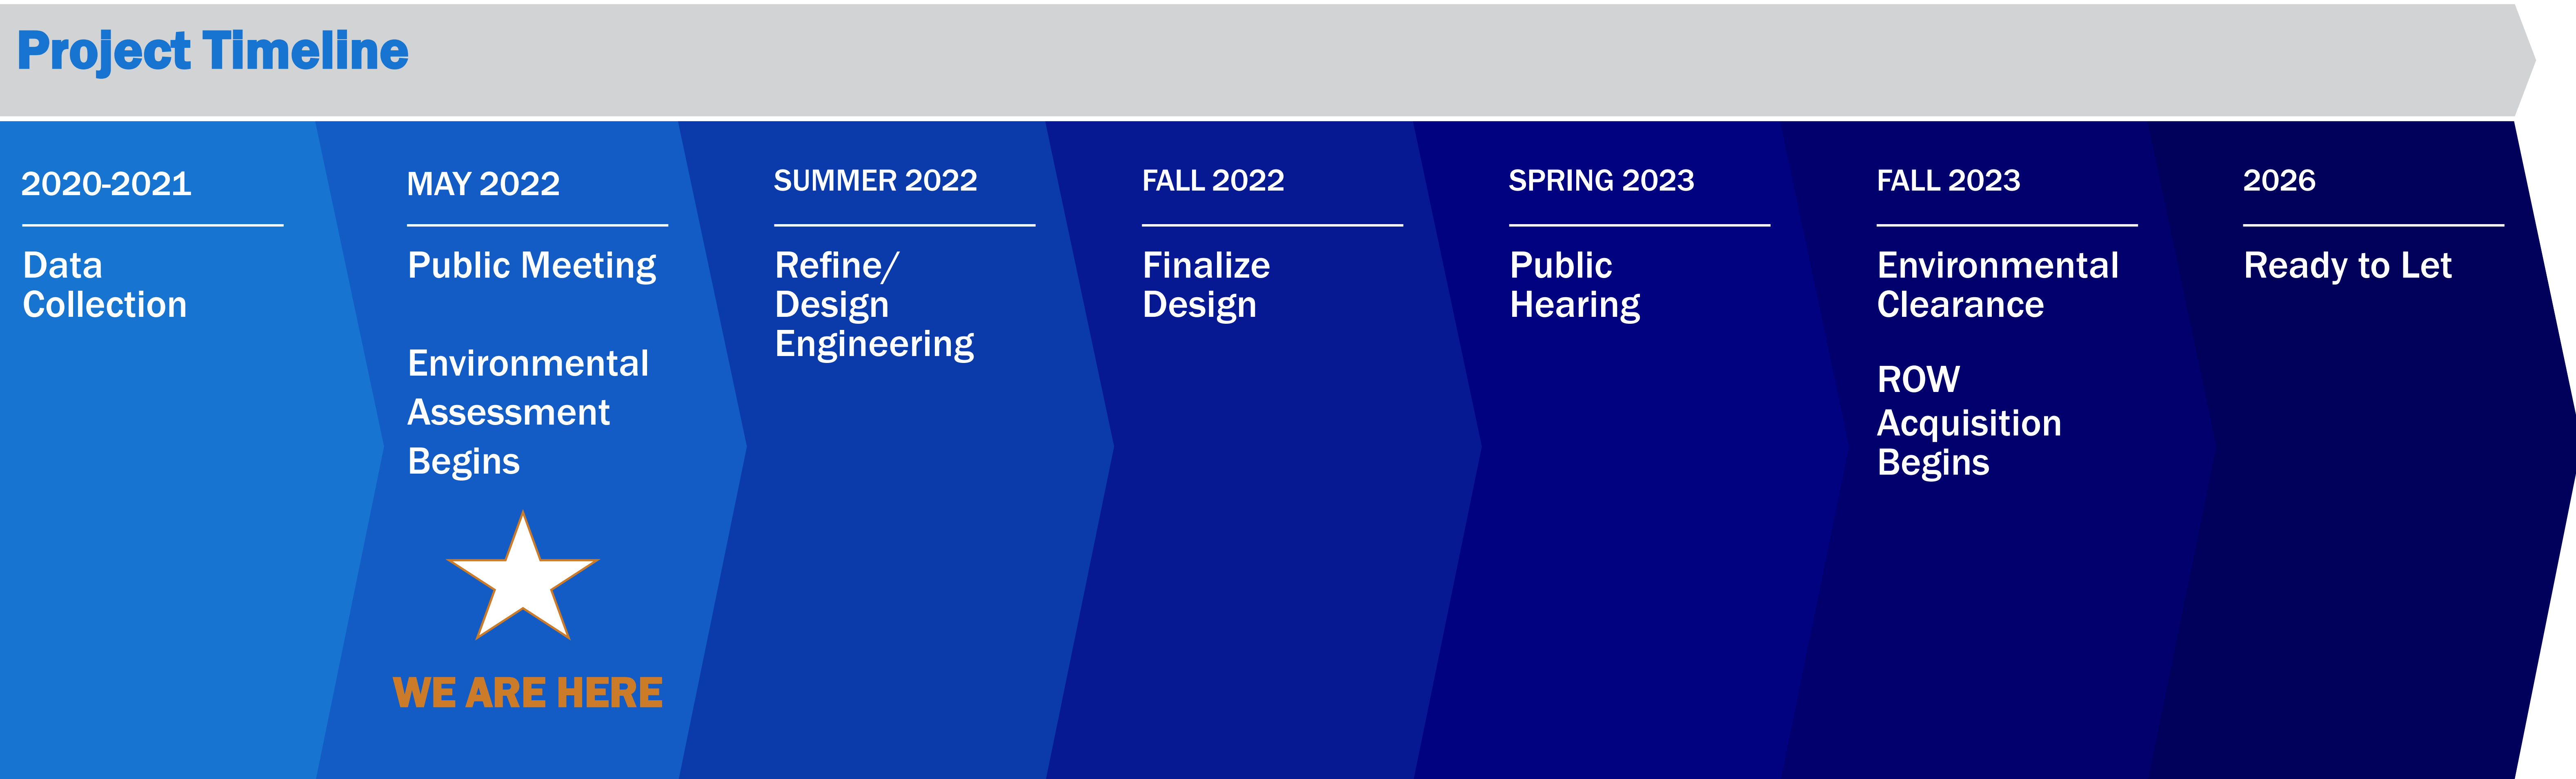 Project Timeline
2020-2021
Data
Collection
MAY 2022
Public Meeting
Environmental
Assessment
Begins
WE ARE HERE
SUMMER 2022
Refine/
Design
Engineering
FALL 2022
Finalize
Design
SPRING 2023
Public
Hearing
FALL 2023
Environmental
Clearance
ROW
Acquisition
Begins
2026
Ready to Let